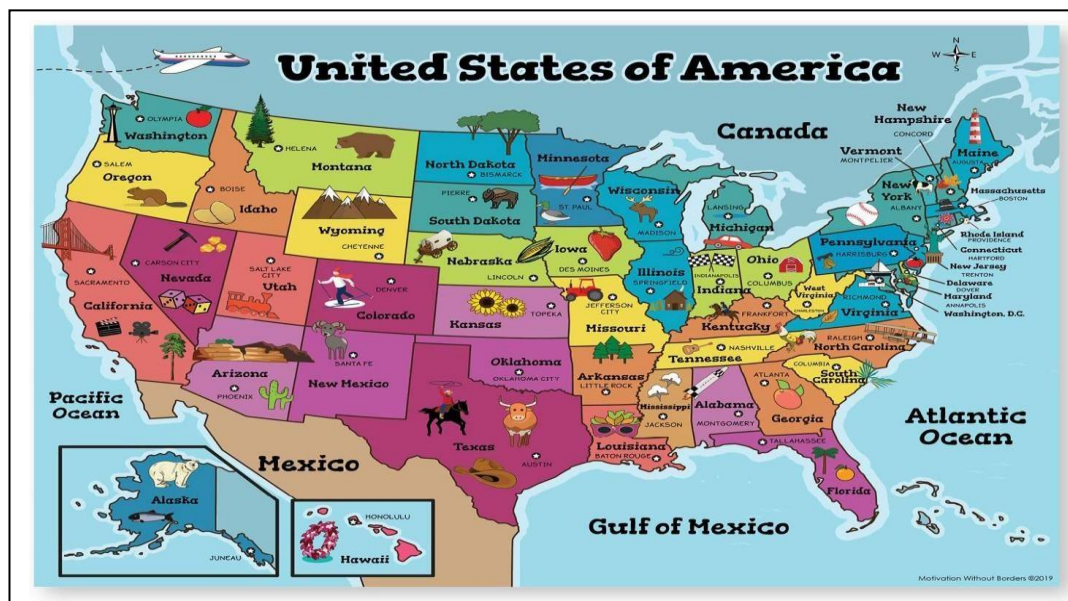 United States of America
N
W E
S
Canada
OLYMPIA
Washington
SALEM
Oregon
BOISE
Idaho
HELENA
Montana
North Dakota
BISMARCK
PIERRE
South Dakota
Minnesota
ST. PAUL
Wisconsin
MADISON
LANSING
Michigan
New
Hampshire
CONCORD
Vermont
MONTPELIER
Maine
AUGUSTA
New
York
ALBANY
Massachusetts
BOSTON
Rhode Island
PROVIDENCE
Connecticut
HARTFORD
New Jersey
TRENTON
Delaware
DOVER
Maryland
ANNAPOLIS
Washington, D.C.
Wyoming
CHEYENNE
Nebraska
LINCOLN
Iowa
DES MOINES
Illinois
SPRINGFIELD
INDIANAPOLIS
Indiana
Ohio
COLUMBUS
Pennsylvania
HARRISBURG
West
Virginia
CHARLESTON
RICHMOND
Virginia
SACRAMENTO
California
CARSON CITY
Nevada
SALT LAKE
CITY
Utah
DENVER
Colorado
TOPEKA
Kansas
JEFFERSON
CITY
Missouri
FRANKFORT
Kentucky
NASHVILLE
Tennessee
RALEIGH
North Carolina
COLUMBIA
South
Carolina
Arizona
PHOENIX
SANTA FE
New Mexico
Oklahoma
OKLAHOMA CITY
Arkansas
LITTLE ROCK
Mississippi
JACKSON
Alabama
MONTGOMERY
ATLANTA
Georgia
Texas
AUSTIN
Louisiana
BATON ROUGE
TALLAHASSEE
Florida
Pacific
Ocean
Atlantic
Ocean
Mexico
Gulf of Mexico
Alaska
JUNEAU
HONOLULU
Hawaii
Motivation Without Borders ©2019